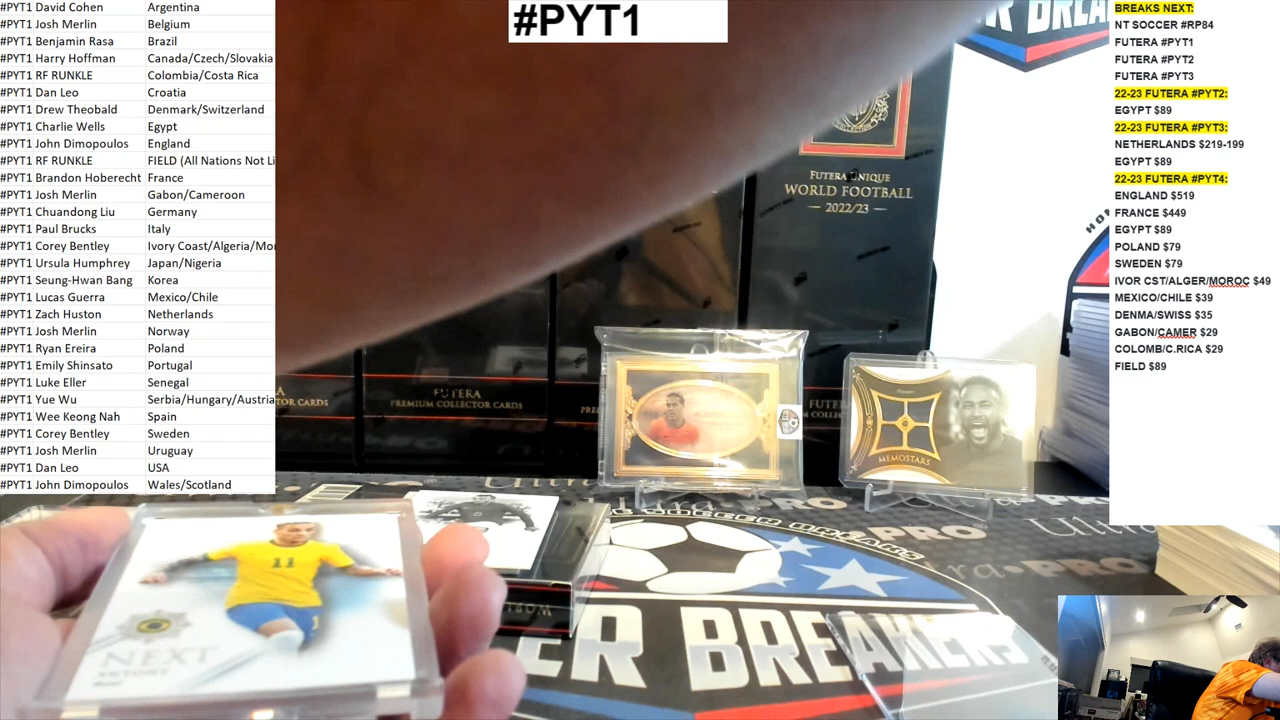 #PYT1 David Cohen Argentina
#PYT1 Josh Merlin Belgium
#PYT1 Benjamin Rasa Brazil
#PYT1 Harry Hoffman Canada/Czech/Slovakia
#PYT1 RF RUNKLE Colombia/Costa Rica
#PYT1 Dan Leo Croatia
#PYT1 Drew Theobald Denmark/Switzerland
#PYT1 Charlie Wells Egypt
#PYT1 John Dimopoulos England
#PYT1 RF RUNKLE FIELD (All Nations Not Li
#PYT1 Brandon Hoberecht France
#PYT1 Josh Merlin Gabon/Cameroon
#PYT1 Chuandong Liu Germany
#PYT1 Paul Brucks Italy
#PYT1 Corey Bentley Ivory Coast/Algeria/Mor
#PYT1 Ursula Humphrey Japan/Nigeria
#PYT1 Seung-Hwan Bang Korea
#PYT1 Lucas Guerra Mexico/Chile
#PYT1 Zach Huston Netherlands
#PYT1 Josh Merlin Norway
#PYT1 Ryan Ereira Poland
#PYT1 Emily Shinsato Portugal
#PYT1 Luke Eller Senegal
#PYT1 Yue Wu Serbia/Hungary/Austria
#PYT1 Wee Keong Nah Spain
#PYT1 Corey Bentley Sweden
#PYT1 Josh Merlin Uruguay
#PYT1 Dan Leo USA
#PYT1 John Dimopoulos Wales/Scotland
#PYT1
BREAKS NEXT:
NT SOCCER #RP84
FUTERA #PYT1
FUTERA #PYT2
FUTERA #PYT3
22-23 FUTERA #PYT2:
EGYPT $89
22-23 FUTERA #PYT3:
NETHERLANDS $219-199
EGYPT $89
22-23 FUTERA #PYT4:
ENGLAND $519
FRANCE $449
EGYPT $89
POLAND $79
SWEDEN $79
IVOR CST/ALGER/MOROC $49
MEXICO/CHILE $39
DENMA/SWISS $35
GABON/CAMER $29
COLOMB/C.RICA $29
FIELD $89
FUTERA UNIQUE
WORLD FOOTBALL
2022/23
FUTERA
PREMIUM COLLECTOR CARDS
MEMOSTARS
11
NEXT
ANTONY
Brazil
SOCCER BREAKS
ER BREAKERS
PRO